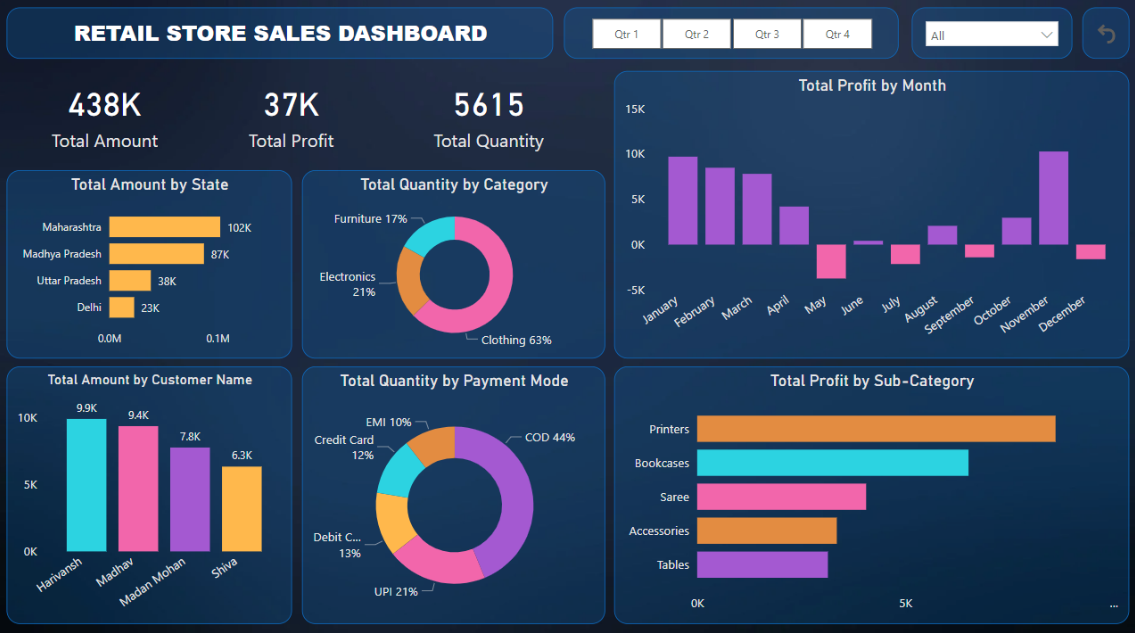 RETAIL STORE SALES DASHBOARD
Qtr 1 Qtr 2 Qtr 3 Qtr 4
All
438K 37K 5615
Total Amount Total Profit Total Quantity
Total Amount by State
Maharashtra 102K
Madhya Pradesh 87K
Uttar Pradesh 38K
Delhi 23K
0.0M 0.1M
Total Quantity by Category
Furniture 17%
Electronics
21%
Clothing 63%
Total Profit by Month
15K
10K
5K
0K
-5K
January February March April May June July August September October November December
Total Amount by Customer Name
10K
5K
0K
9.9K 9.4K 7.8K 6.3K
Harivansh Madhav Madan Mohan Shiva
Total Quantity by Payment Mode
EMI 10%
Credit Card
12%
COD 44%
Debit C...
13%
UPI 21%
Total Profit by Sub-Category
Printers
Bookcases
Saree
Accessories
Tables
0K 5K ...